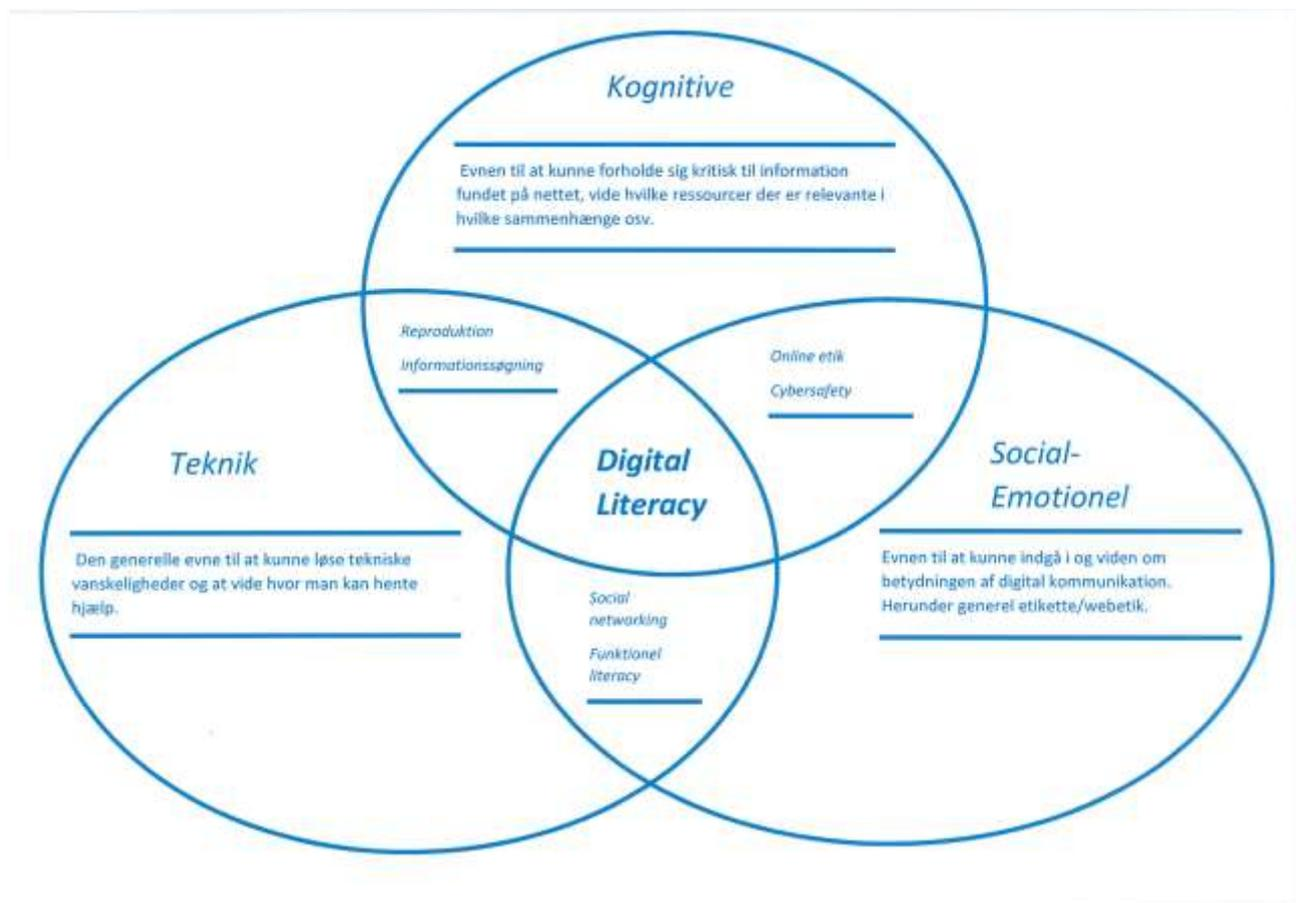 Kognitive
Evnen til at kunne forholde sig kritisk til information
fundet på nettet, vide hvilke ressourcer der er relevante i
hvilke sammenhænge osv.
Reproduktion
Informationssøgning
Online etik
Cybersafety
Teknik
Den generelle evne til at kunne løse tekniske
vanskeligheder og at vide hvor man kan hente
hjælp.
Digital
Literacy
Social-
Emotionel
Evnen til at kunne indgå i og viden om
betydningen af digital kommunikation.
Herunder generel etikette/webetik.
Social
networking
Funktionel
literacy